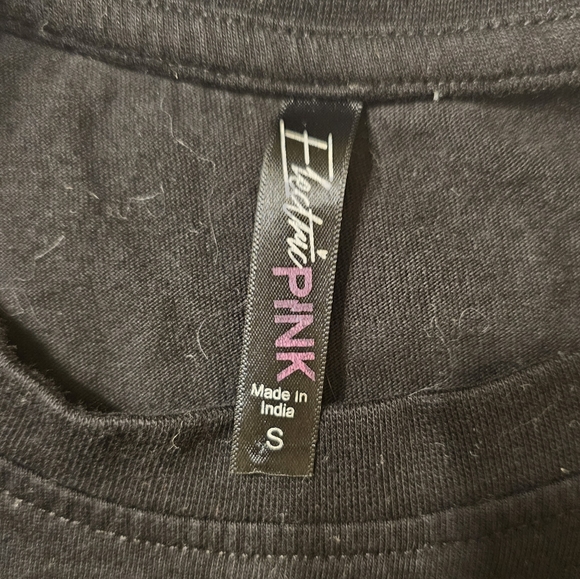 Electric
PINK
Made in
India
S